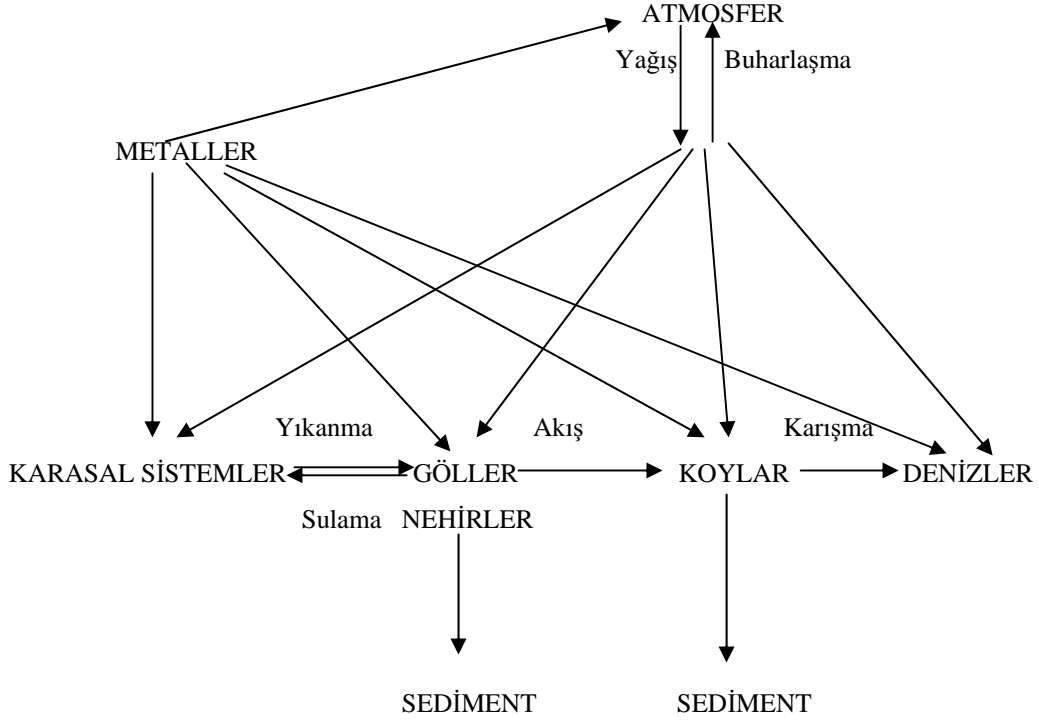 ATMOSFER
Yağış Buharlaşma
METALLER
Yıkanma Akış Karışma
KARASAL SİSTEMLER GÖLLER KOYLAR DENİZLER
Sulama NEHİRLER
SEDİMENT SEDİMENT